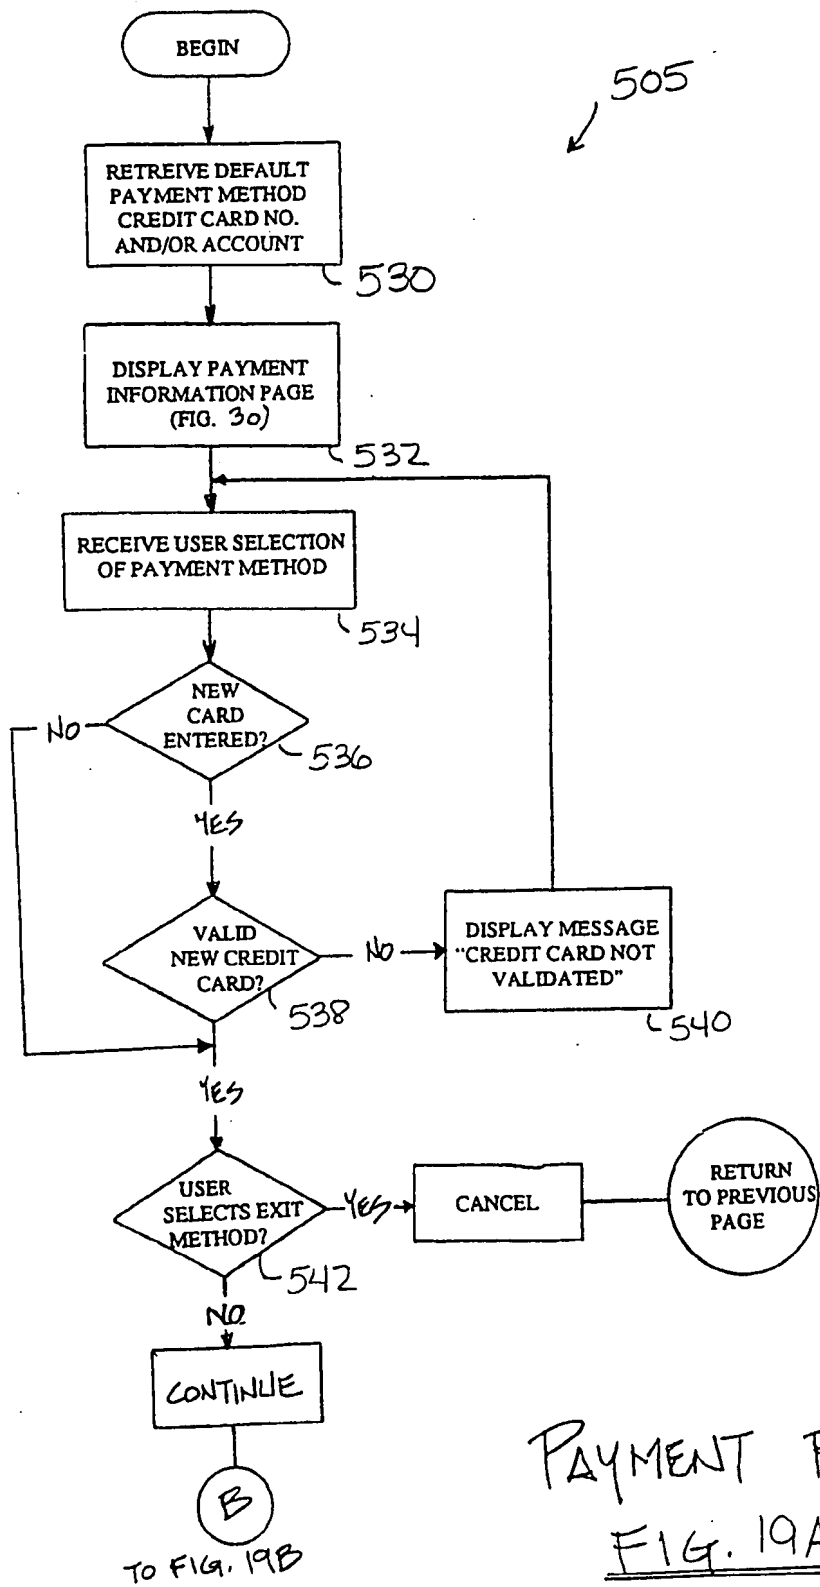 BEGIN
505
RETREIVE DEFAULT
PAYMENT METHOD
CREDIT CARD NO.
AND/OR ACCOUNT
530
DISPLAY PAYMENT
INFORMATION PAGE
(FIG. 30)
532
RECEIVE USER SELECTION
OF PAYMENT METHOD
534
NEW
CARD
ENTERED?
NO
536
YES
VALID
NEW CREDIT
CARD?
538
NO
DISPLAY MESSAGE
"CREDIT CARD NOT
VALIDATED"
540
YES
USER
SELECTS EXIT
METHOD?
542
YES
CANCEL
RETURN
TO PREVIOUS
PAGE
NO
CONTINUE
B
TO FIG. 19B
PAYMENT
FIG. 19A